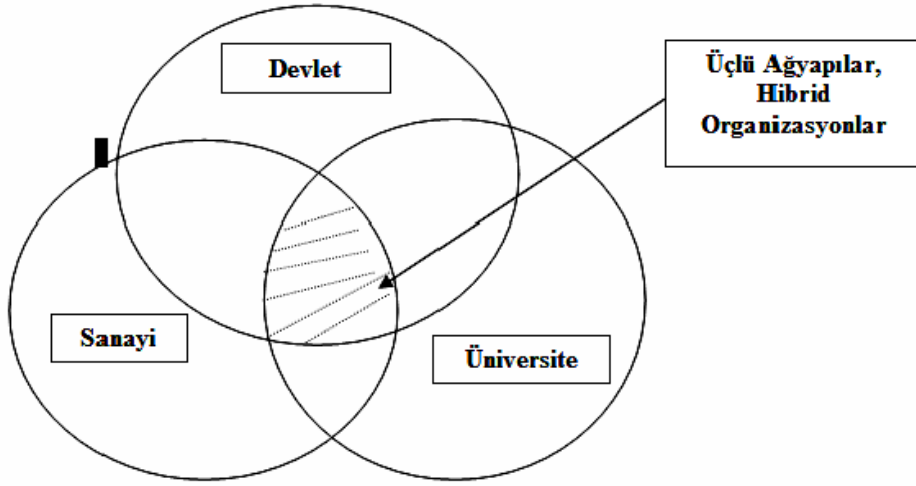 Devlet
Üçlü Ağyapılar,
Hibrid
Organizasyonlar
Sanayi
Üniversite